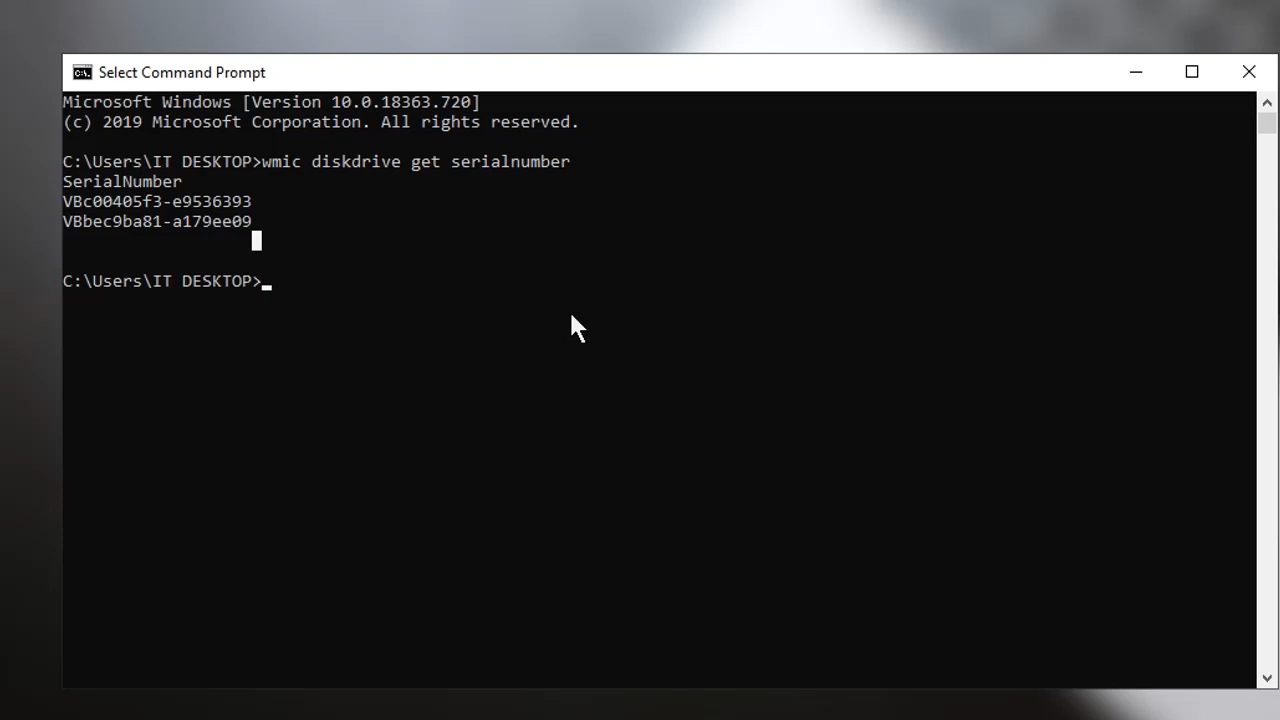 Select Command Prompt
Microsoft Windows [Version 10.0.18363.720]
(c) 2019 Microsoft Corporation. All rights reserved.
C:\Users\IT DESKTOP>wmic diskdrive get serialnumber
SerialNumber
VBc00405f3-e9536393
VBbec9ba81-a179ee09
C:\Users\IT DESKTOP>